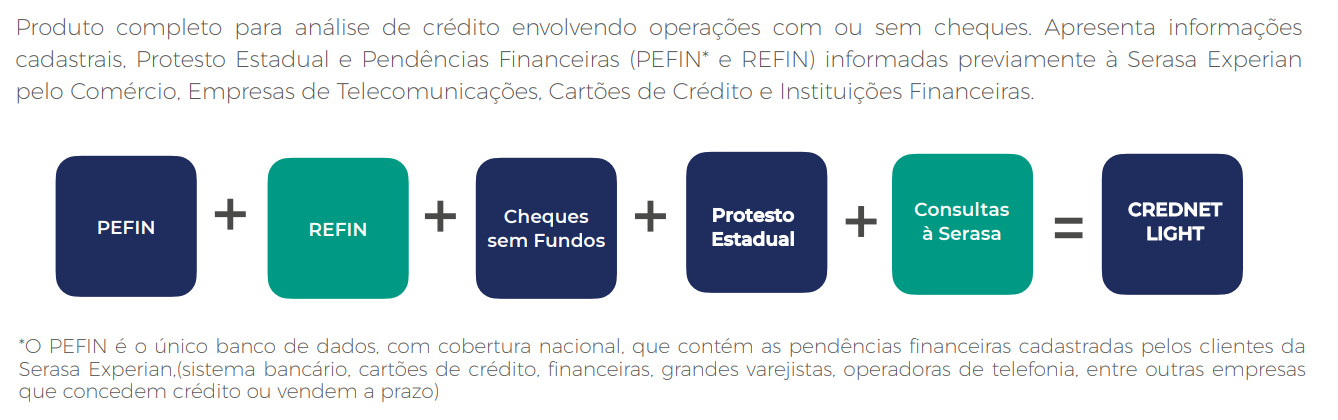 Produto completo para análise de crédito envolvendo operações com ou sem cheques. Apresenta informações
cadastrais, Protesto Estadual e Pendências Financeiras (PEFIN* e REFIN) informadas previamente à Serasa Experian
pelo Comércio, Empresas de Telecomunicações, Cartões de Crédito e Instituições Financeiras.
PEFIN
+
REFIN
+
Cheques
sem Fundos
+
Protesto
Estadual
+
Consultas
à Serasa
=
CREDNET
LIGHT
*O PEFIN é o único banco de dados, com cobertura nacional, que contém as pendências financeiras cadastradas pelos clientes da
Serasa Experian,(sistema bancário, cartões de crédito, financeiras, grandes varejistas, operadoras de telefonia, entre outras empresas
que concedem crédito ou vendem a prazo)